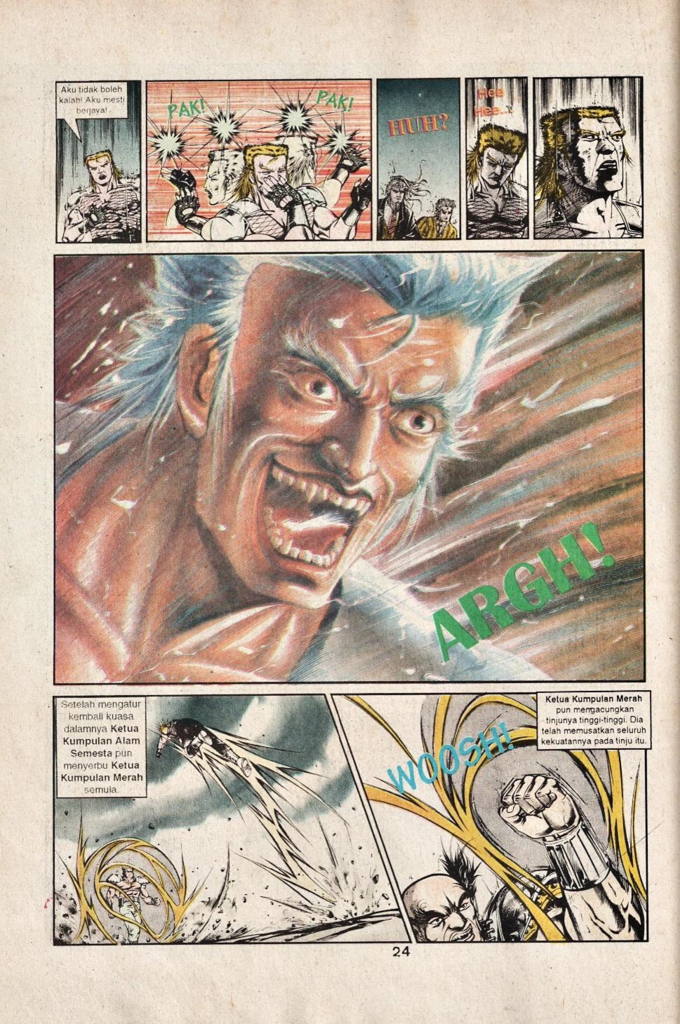 Aku tidak boleh
kalah! Aku mesti
berjaya!
PAK!
PAK!
HUH?
Hee
Hee..?
ARGH!
Setelah mengatur
kembali kuasa
dalamnya Ketua
Kumpulan Alam
Semesta pun
menyerbu Ketua
Kumpulan Merah
semula.
WOOSH!
Ketua Kumpulan Merah
pun mengacungkan
tinjunya tinggi-tinggi. Dia
telah memusatkan seluruh
kekuatannya pada tinju itu.
24